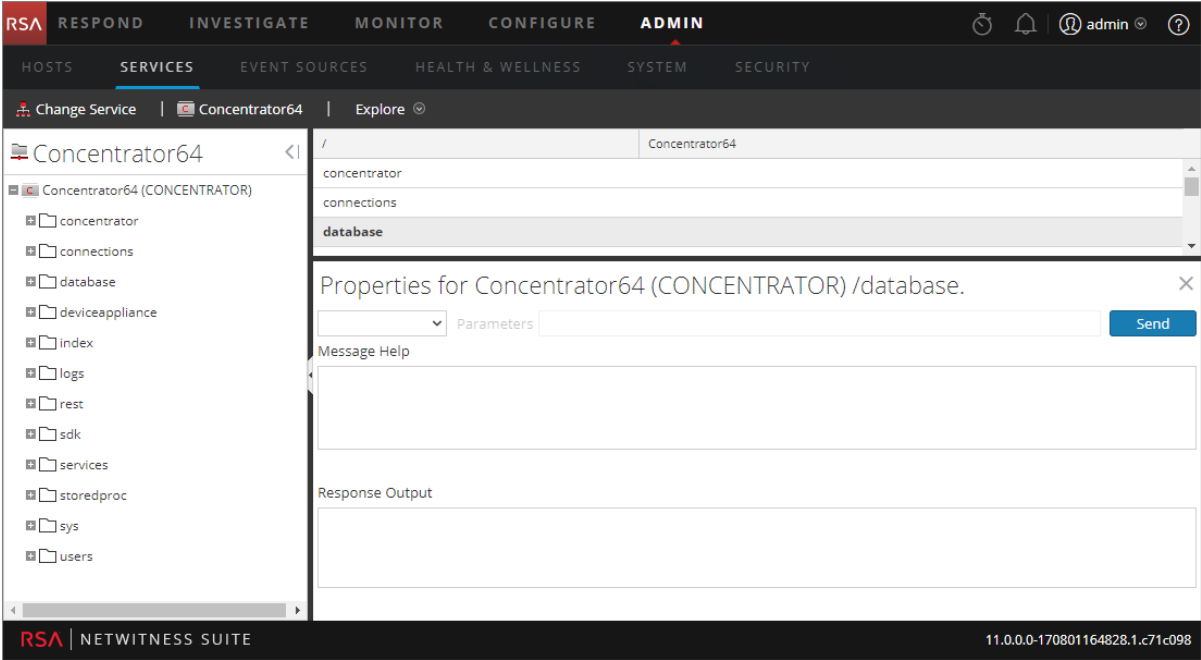 RSA RESPOND INVESTIGATE MONITOR CONFIGURE ADMIN admin ?
HOSTS SERVICES EVENT SOURCES HEALTH & WELLNESS SYSTEM SECURITY
Change Service | C Concentrator64 | Explore
Concentrator64
C Concentrator64 (CONCENTRATOR)
concentrator
connections
database
deviceappliance
index
logs
rest
sdk
services
storedproc
sys
users
/ Concentrator64
concentrator
connections
database
Properties for Concentrator64 (CONCENTRATOR) /database.
Parameters Send
Message Help
Response Output
RSA | NETWITNESS SUITE 11.0.0.0-170801164828.1.c71c098